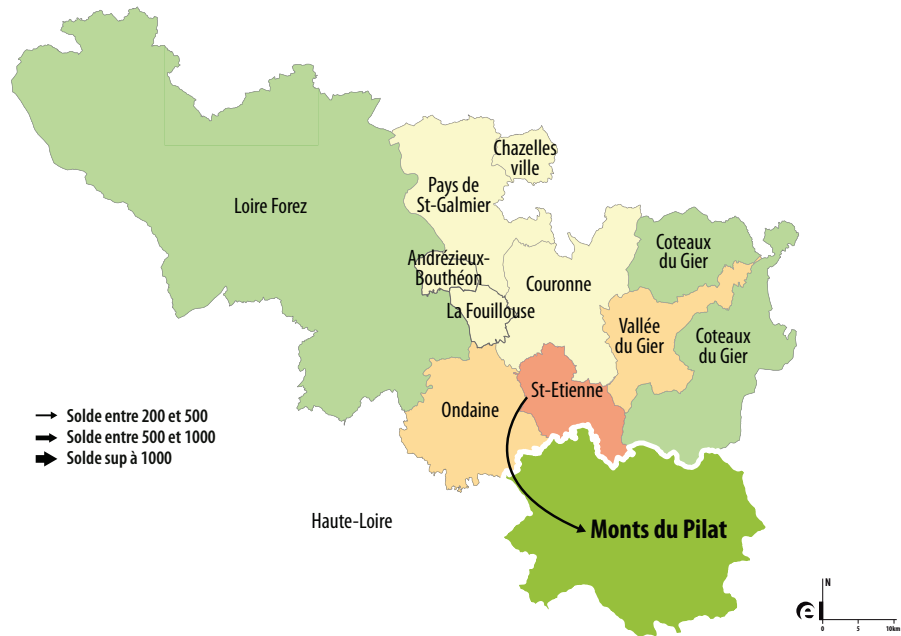 Chazelles
ville
Pays de
St-Galmier
Loire Forez
Coteaux
du Gier
Andrézieux-
Bouthéon
Couronne
La Fouillouse
Vallée
du Gier
Coteaux
du Gier
St-Etienne
Ondaine
Solde entre 200 et 500
Solde entre 500 et 1000
Solde sup à 1000
Haute-Loire
Monts du Pilat
N
el
0 5 10km